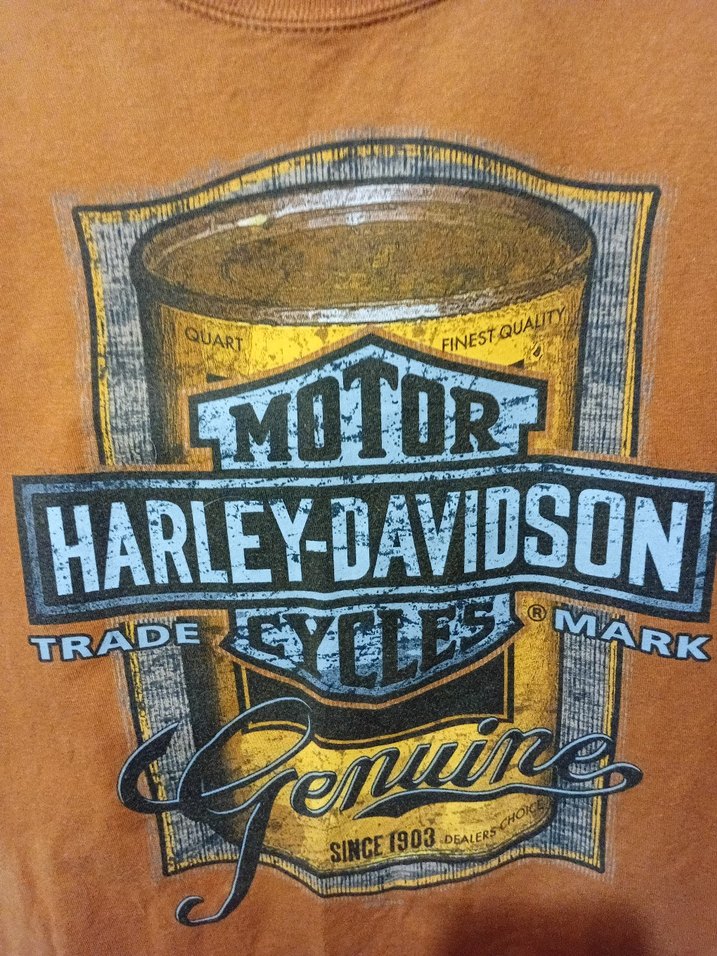 QUART FINEST QUALITY
MOTOR
HARLEY-DAVIDSON
CYCLES ®
TRADE MARK
Genuine
SINCE 1903 DEALERS CHOICE